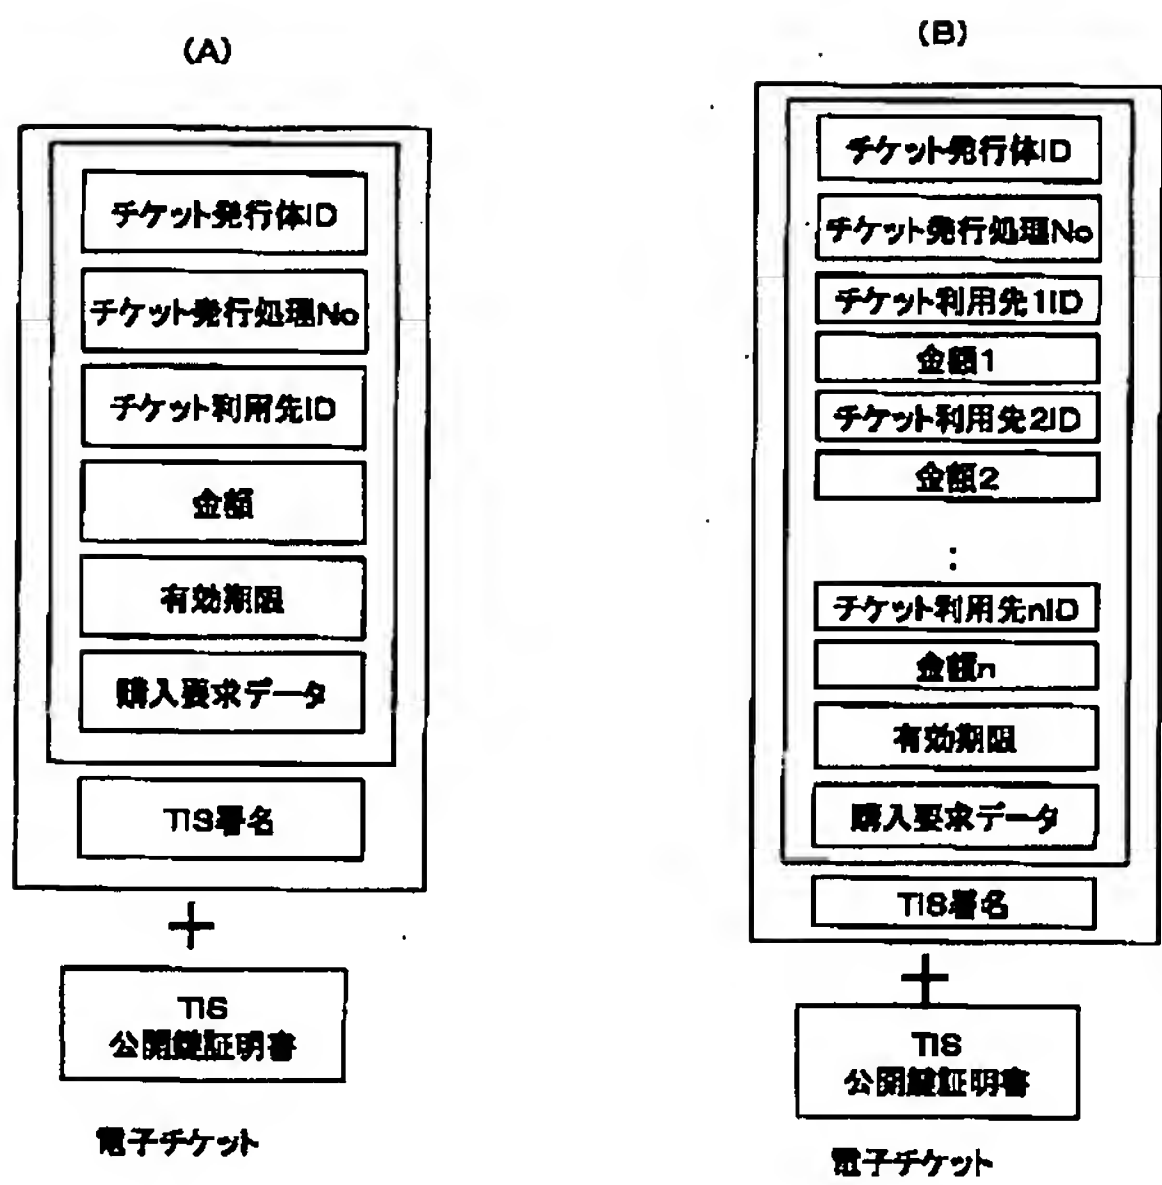 (A)
チケット発行体ID
チケット発行処理No
チケット利用先ID
金額
有効期限
購入要求データ
TIS署名
+
TIS
公開鍵証明書
電子チケット
(B)
チケット発行体ID
チケット発行処理No
チケット利用先1ID
金額1
チケット利用先2ID
金額2
:
チケット利用先nID
金額n
有効期限
購入要求データ
TIS署名
+
TIS
公開鍵証明書
電子チケット